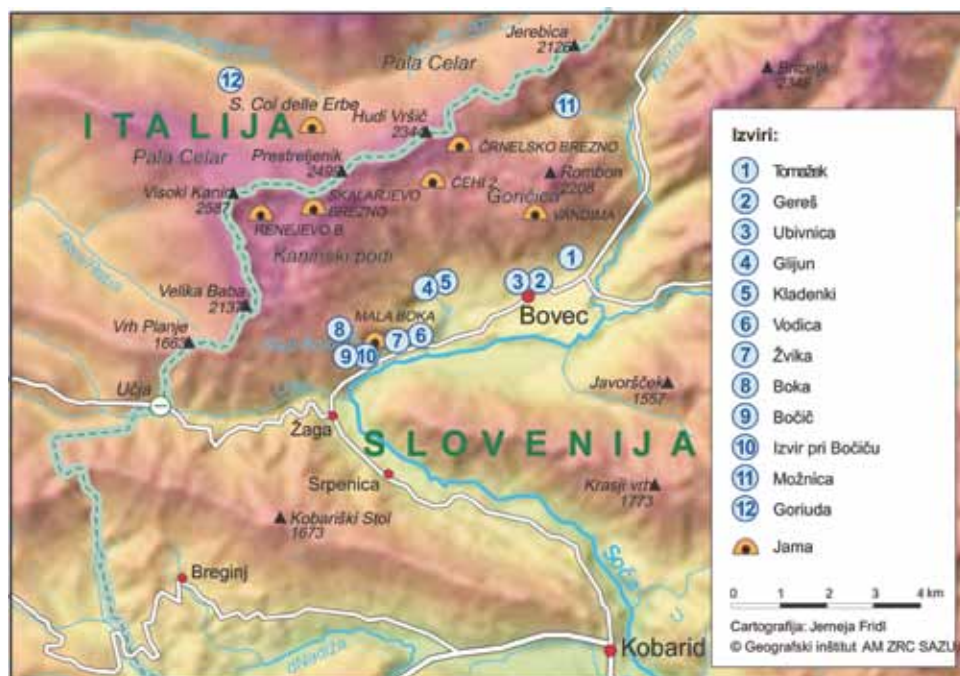 Jerebica
2126
Pala Celar
Briceljk
2346
12
S. Col delle Erbe
11
ITALIJA
Hudi Vršič
2344
ČRNELSKO BREZNO
Pala Celar
Prestreljenik
2499
ČEHI 2
Rombon
2208
Visoki Kanin
2587
SKALARJEVO
BREZNO
Goričica
RENEJEVO B.
VANDIMA
Kaninski podi
1
4
5
3
2
Velika Baba
2137
Bovec
MALA BOKA
8
7
6
9
10
Vrh Planje
1663
Učja
Javoršček
1557
Žaga
SLOVENIJA
Srpenica
Krasji vrh
1773
Kobariški Stol
1673
Soča
Breginj
Nadiža
Kobarid
Izviri:
1 Tomažek
2 Gereš
3 Ubivnica
4 Glijun
5 Kladenki
6 Vodica
7 Žvika
8 Boka
9 Bočič
10 Izvir pri Bočiču
11 Možnica
12 Goriuda
Jama
0 1 2 3 4 km
Kartografija: Jerneja Fridl
© Geografski inštitut AM ZRC SAZU